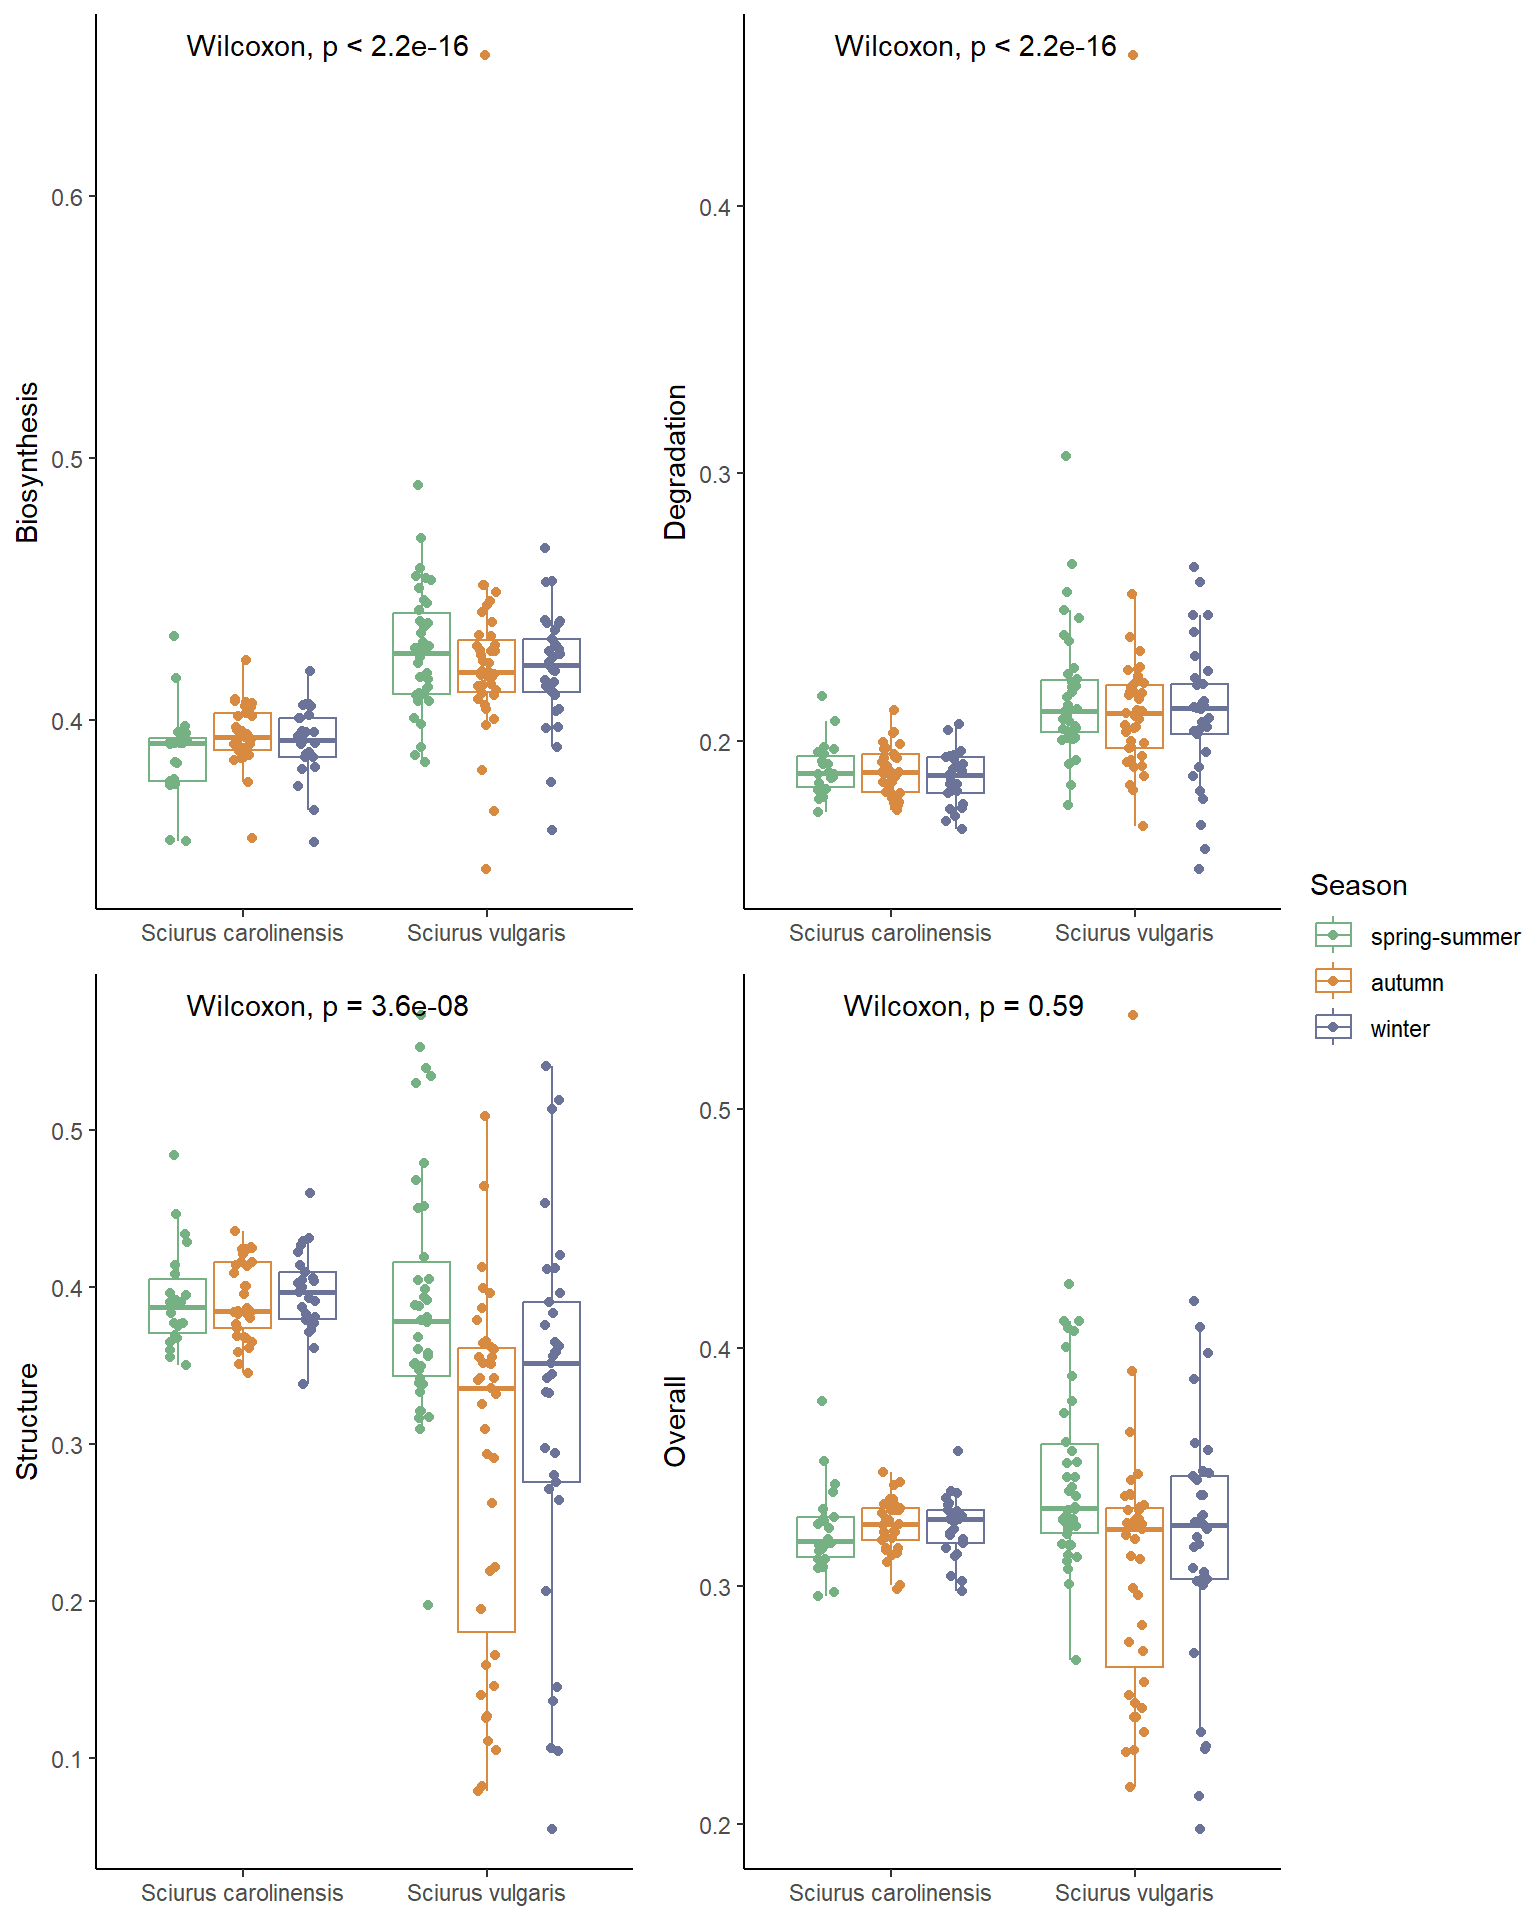 Wilcoxon, p < 2.2e-16
Biosynthesis
0.6
0.5
0.4
Sciurus carolinensis
Sciurus vulgaris
Wilcoxon, p < 2.2e-16
Degradation
0.4
0.3
0.2
Sciurus carolinensis
Sciurus vulgaris
Wilcoxon, p = 3.6e-08
Structure
0.5
0.4
0.3
0.2
0.1
Sciurus carolinensis
Sciurus vulgaris
Wilcoxon, p = 0.59
Overall
0.5
0.4
0.3
0.2
Sciurus carolinensis
Sciurus vulgaris
Season
spring-summer
autumn
winter